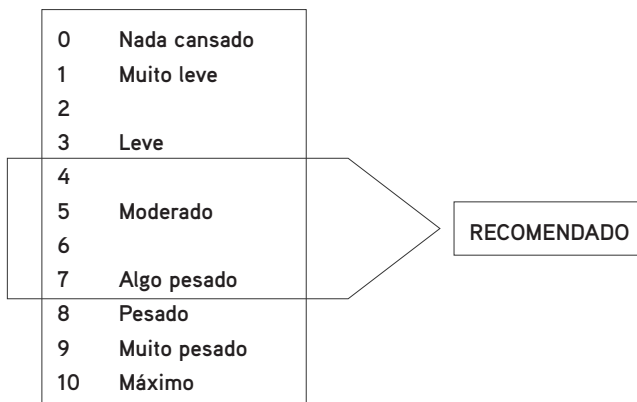 0 Nada cansado
1 Muito leve
2
3 Leve
4
5 Moderado
6
7 Algo pesado
8 Pesado
9 Muito pesado
10 Máximo
RECOMENDADO